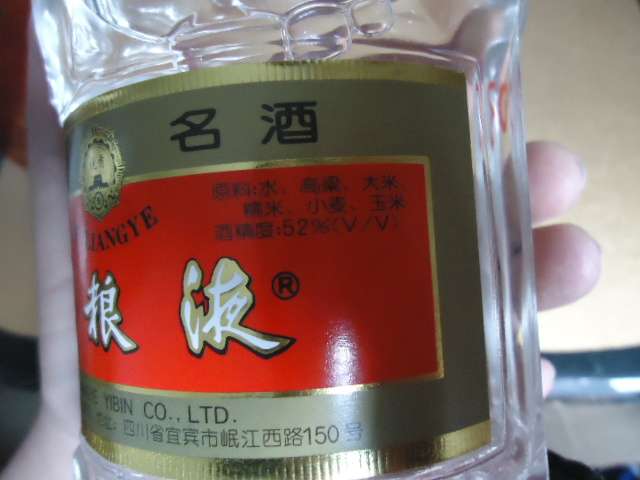 名酒
原料:水、高粱、大米、
糯米、小麦、玉米
酒精度:52%(V/V)
LIANGYE
粮液®
YIBIN CO., LTD.
四川省宜宾市岷江西路150号